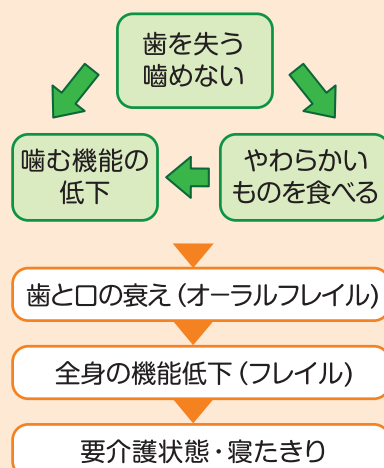 歯を失う
嚙めない
噛む機能の
低下
やわらかい
ものを食べる
歯と口の衰え（オーラルフレイル）
全身の機能低下（フレイル）
要介護状態・寝たきり